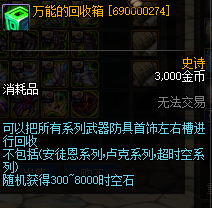 万能的回收箱 [690000274]
史诗
3,000金币
消耗品
无法交易
可以把所有系列武器防具首饰左右槽进
行回收
不包括(安徒恩系列،卢克系列،超时空系
列)
随机获得300~8000时空石